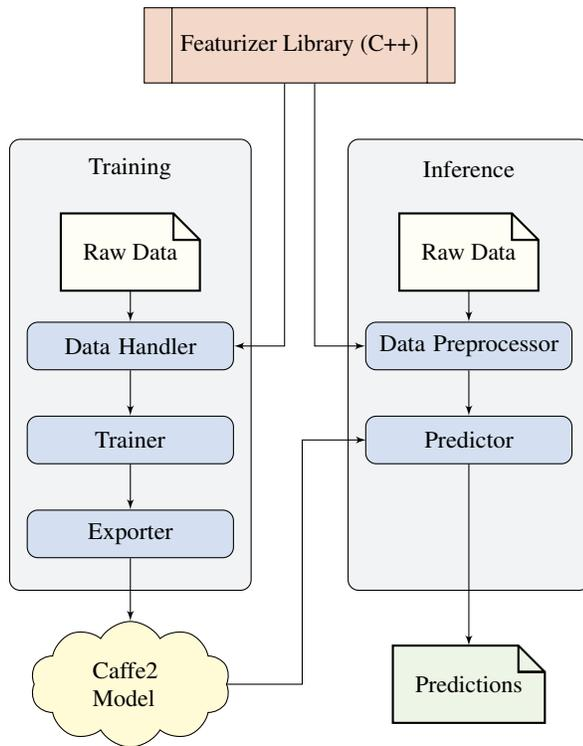 Featurizer Library (C++)
Training
Raw Data
Data Handler
Trainer
Exporter
Caffe2
Model
Inference
Raw Data
Data Preprocessor
Predictor
Predictions